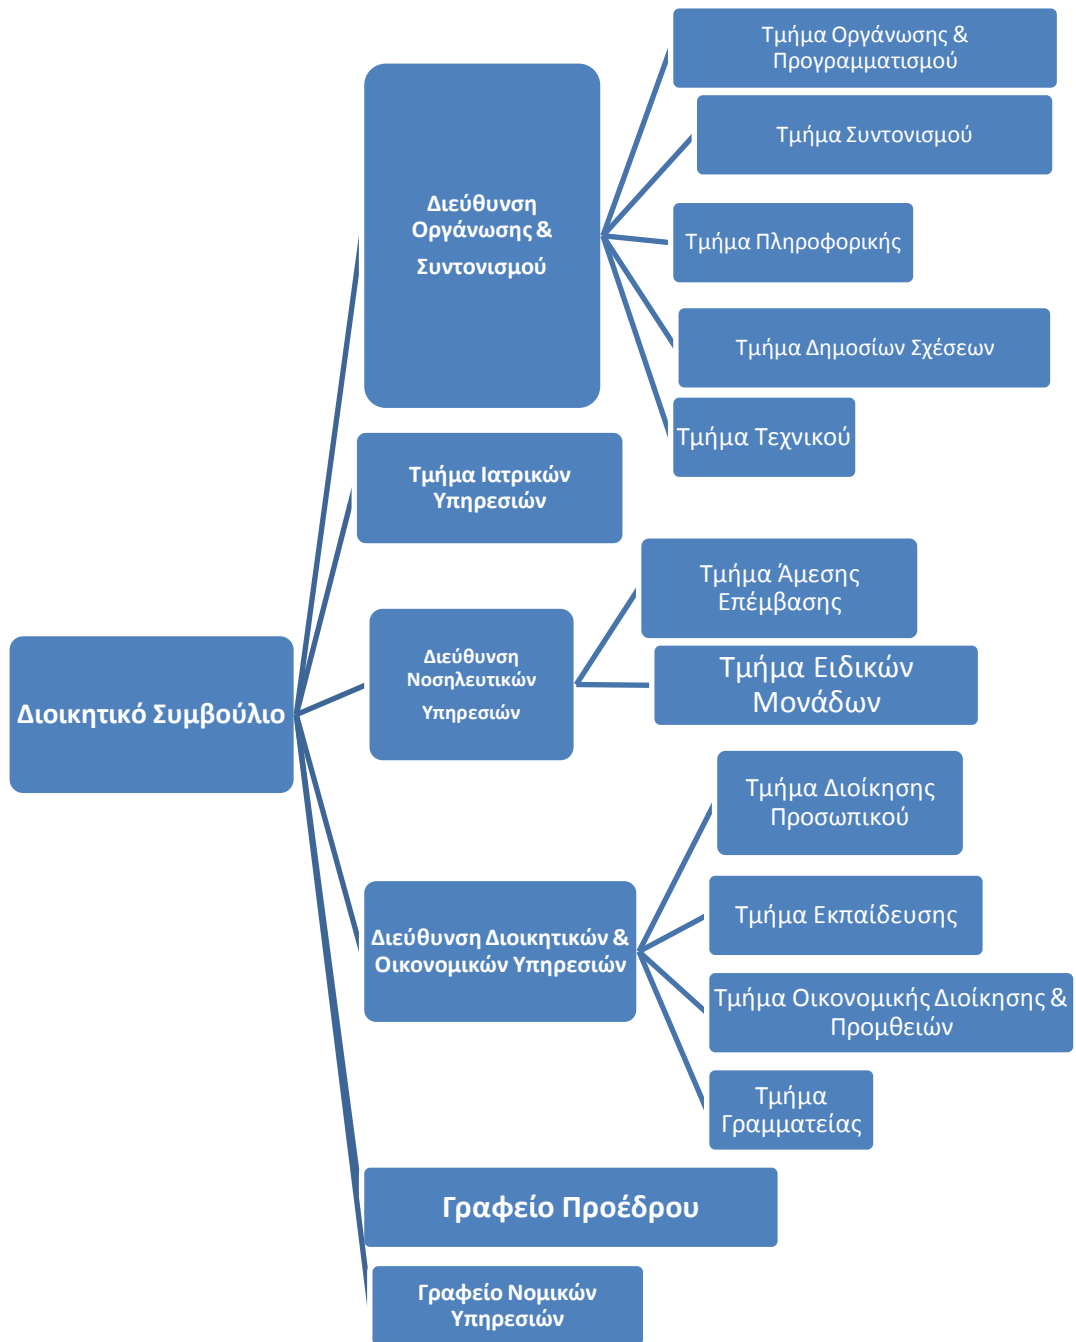 Διοικητικό Συμβούλιο
Διεύθυνση
Οργάνωσης &
Συντονισμού
Τμήμα Οργάνωσης &
Προγραμματισμού
Τμήμα Συντονισμού
Τμήμα Πληροφορικής
Τμήμα Δημοσίων Σχέσεων
Τμήμα Τεχνικού
Τμήμα Ιατρικών
Υπηρεσιών
Διεύθυνση
Νοσηλευτικών
Υπηρεσιών
Τμήμα Άμεσης
Επέμβασης
Τμήμα Ειδικών
Μονάδων
Διεύθυνση Διοικητικών &
Οικονομικών Υπηρεσιών
Τμήμα Διοίκησης
Προσωπικού
Τμήμα Εκπαίδευσης
Τμήμα Οικονομικής Διοίκησης &
Προμθειών
Τμήμα
Γραμματείας
Γραφείο Προέδρου
Γραφείο Νομικών
Υπηρεσιών